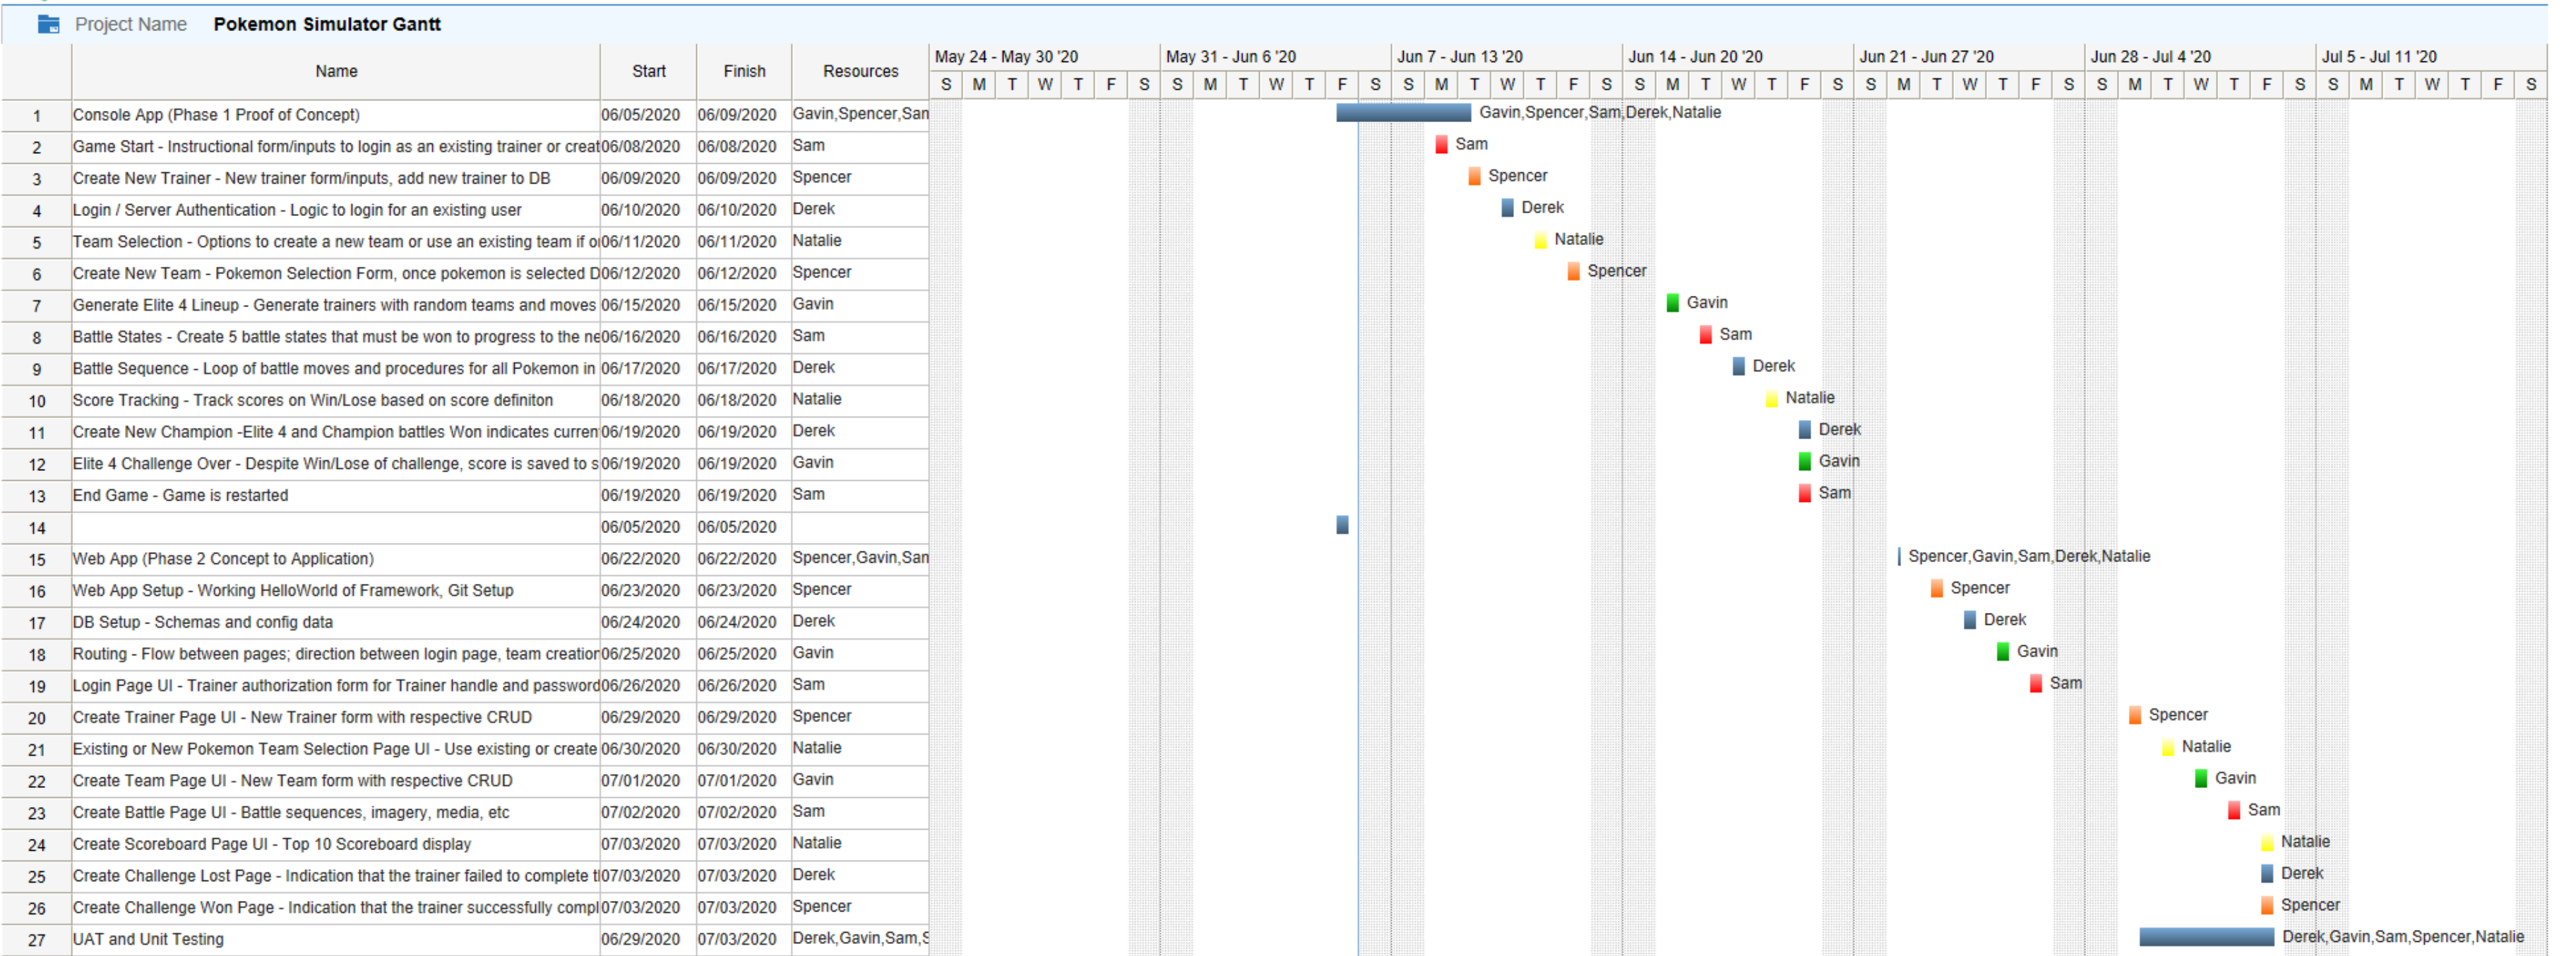 Project Name Pokemon Simulator Gantt
May 24 - May 30 '20 May 31 - Jun 6 '20 Jun 7 - Jun 13 '20 Jun 14 - Jun 20 '20 Jun 21 - Jun 27 '20 Jun 28 - Jul 4 '20 Jul 5 - Jul 11 '20
Name Start Finish Resources
S M T W T F S S M T W T F S S M T W T F S S M T W T F S S M T W T F S S M T W T F S S M T W T F S
1 Console App (Phase 1 Proof of Concept) 06/05/2020 06/09/2020 Gavin,Spencer,San Gavin,Spencer,Sam,Derek,Natalie
2 Game Start - Instructional form/inputs to login as an existing trainer or creat 06/08/2020 06/08/2020 Sam Sam
3 Create New Trainer - New trainer form/inputs, add new trainer to DB 06/09/2020 06/09/2020 Spencer Spencer
4 Login / Server Authentication - Logic to login for an existing user 06/10/2020 06/10/2020 Derek Derek
5 Team Selection - Options to create a new team or use an existing team if o 06/11/2020 06/11/2020 Natalie Natalie
6 Create New Team - Pokemon Selection Form, once pokemon is selected D 06/12/2020 06/12/2020 Spencer Spencer
7 Generate Elite 4 Lineup - Generate trainers with random teams and moves 06/15/2020 06/15/2020 Gavin Gavin
8 Battle States - Create 5 battle states that must be won to progress to the ne 06/16/2020 06/16/2020 Sam Sam
9 Battle Sequence - Loop of battle moves and procedures for all Pokemon in 06/17/2020 06/17/2020 Derek Derek
10 Score Tracking - Track scores on Win/Lose based on score definiton 06/18/2020 06/18/2020 Natalie Natalie
11 Create New Champion -Elite 4 and Champion battles Won indicates curren 06/19/2020 06/19/2020 Derek Derek
12 Elite 4 Challenge Over - Despite Win/Lose of challenge, score is saved to s 06/19/2020 06/19/2020 Gavin Gavin
13 End Game - Game is restarted 06/19/2020 06/19/2020 Sam Sam
14 06/05/2020 06/05/2020
15 Web App (Phase 2 Concept to Application) 06/22/2020 06/22/2020 Spencer,Gavin,San Spencer,Gavin,Sam,Derek,Natalie
16 Web App Setup - Working HelloWorld of Framework, Git Setup 06/23/2020 06/23/2020 Spencer Spencer
17 DB Setup - Schemas and config data 06/24/2020 06/24/2020 Derek Derek
18 Routing - Flow between pages; direction between login page, team creation 06/25/2020 06/25/2020 Gavin Gavin
19 Login Page UI - Trainer authorization form for Trainer handle and password 06/26/2020 06/26/2020 Sam Sam
20 Create Trainer Page UI - New Trainer form with respective CRUD 06/29/2020 06/29/2020 Spencer Spencer
21 Existing or New Pokemon Team Selection Page UI - Use existing or create 06/30/2020 06/30/2020 Natalie Natalie
22 Create Team Page UI - New Team form with respective CRUD 07/01/2020 07/01/2020 Gavin Gavin
23 Create Battle Page UI - Battle sequences, imagery, media, etc 07/02/2020 07/02/2020 Sam Sam
24 Create Scoreboard Page UI - Top 10 Scoreboard display 07/03/2020 07/03/2020 Natalie Natalie
25 Create Challenge Lost Page - Indication that the trainer failed to complete t 07/03/2020 07/03/2020 Derek Derek
26 Create Challenge Won Page - Indication that the trainer successfully compl 07/03/2020 07/03/2020 Spencer Spencer
27 UAT and Unit Testing 06/29/2020 07/03/2020 Derek,Gavin,Sam,S Derek,Gavin,Sam,Spencer,Natalie